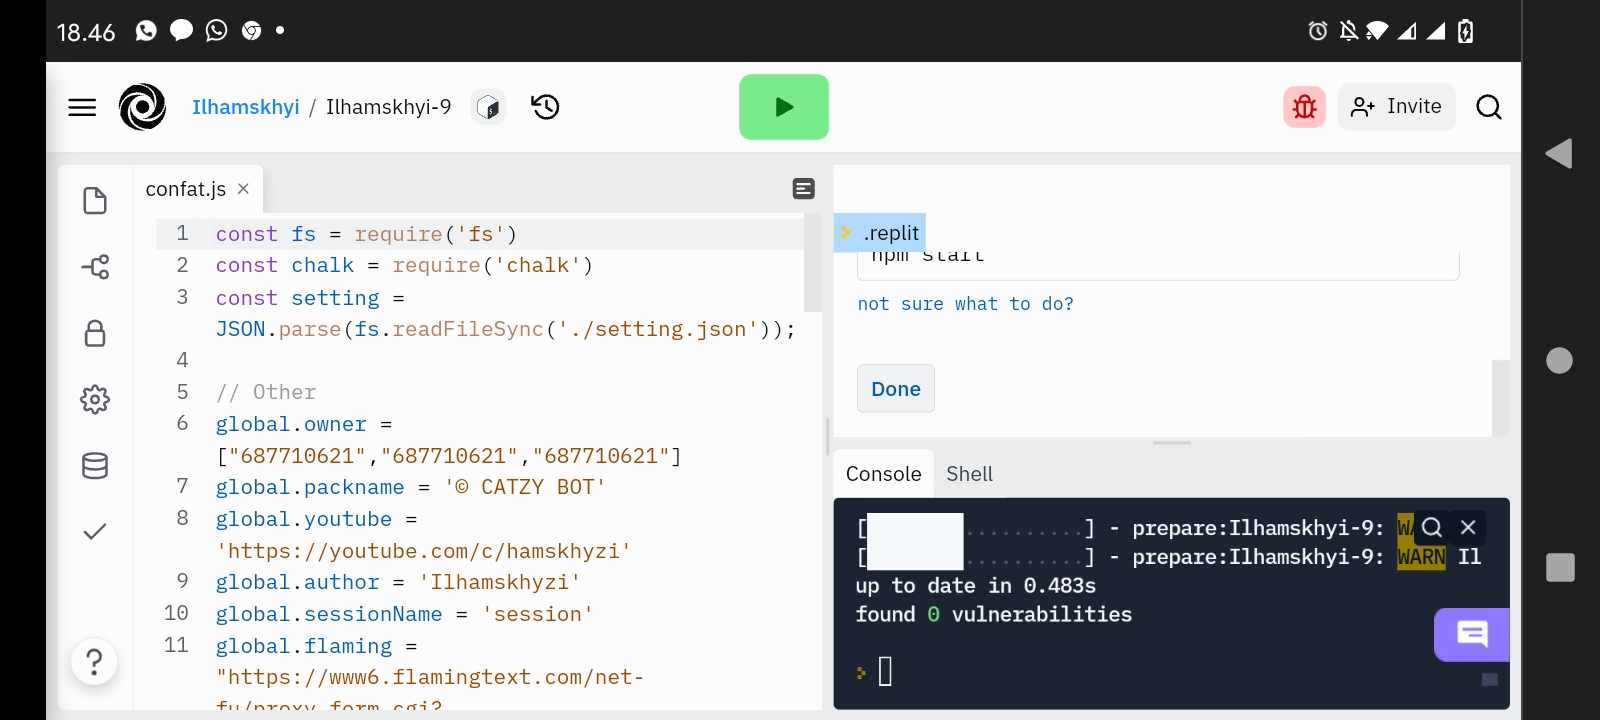 18.46
Ilhamskhyi / Ilhamskhyi-9
Invite
confat.js ×
1 const fs = require('fs')
2 const chalk = require('chalk')
3 const setting =
JSON.parse(fs.readFileSync('./setting.json'));
4
5 // Other
6 global.owner =
["687710621","687710621","687710621"]
7 global.packname = '© CATZY BOT'
8 global.youtube =
'https://youtube.com/c/hamskhyzi'
9 global.author = 'Ilhamskhyzi'
10 global.sessionName = 'session'
11 global.flaming =
"https://www6.flamingtext.com/net-
fu/proxy_form.cgi?
?
.replit
npm start
not sure what to do?
Done
Console Shell
[ ..........] - prepare:Ilhamskhyi-9: WA
[ ..........] - prepare:Ilhamskhyi-9: WARN Il
up to date in 0.483s
found 0 vulnerabilities